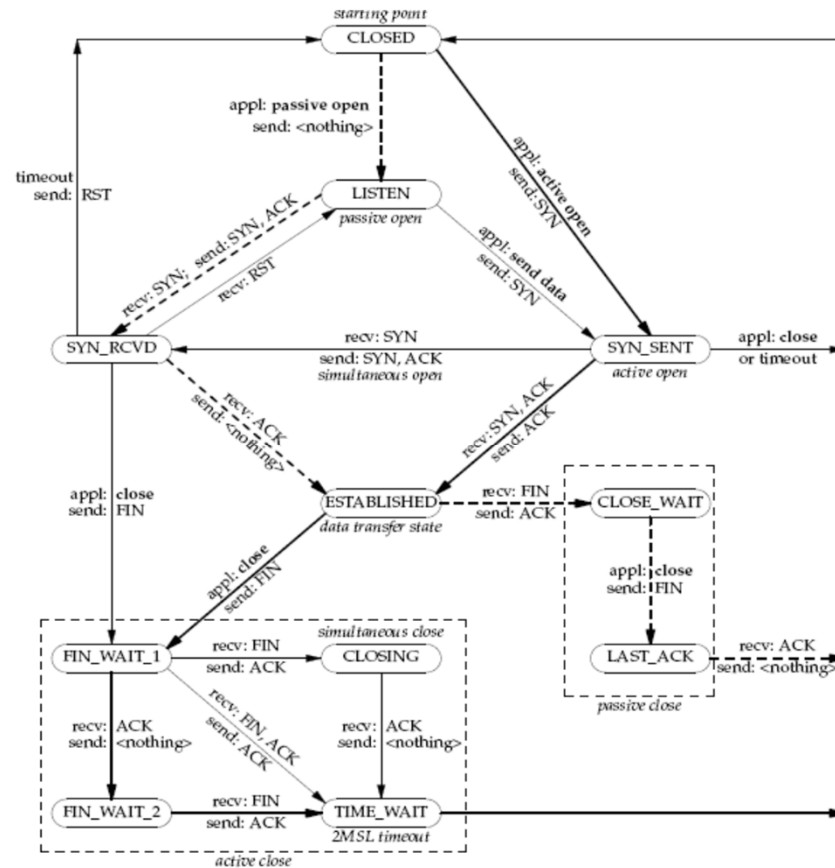 starting point
CLOSED
appl: passive open
send: <nothing>
appl: active open
send: SYN
timeout
send: RST
LISTEN
passive open
recv: SYN; send: SYN, ACK
recv: RST
appl: send data
send: SYN
SYN_RCVD
recv: SYN
send: SYN, ACK
simultaneous open
SYN_SENT
active open
appl: close
or timeout
recv: ACK
send: <nothing>
recv: SYN, ACK
send: ACK
appl: close
send: FIN
ESTABLISHED
data transfer state
recv: FIN
send: ACK
CLOSE_WAIT
appl: close
send: FIN
appl: close
send: FIN
simultaneous close
FIN_WAIT_1
recv: FIN
send: ACK
CLOSING
LAST_ACK
recv: ACK
send: <nothing>
passive close
recv: ACK
send: <nothing>
recv: FIN, ACK
send: ACK
recv: ACK
send: <nothing>
FIN_WAIT_2
recv: FIN
send: ACK
TIME_WAIT
2MSL timeout
active close